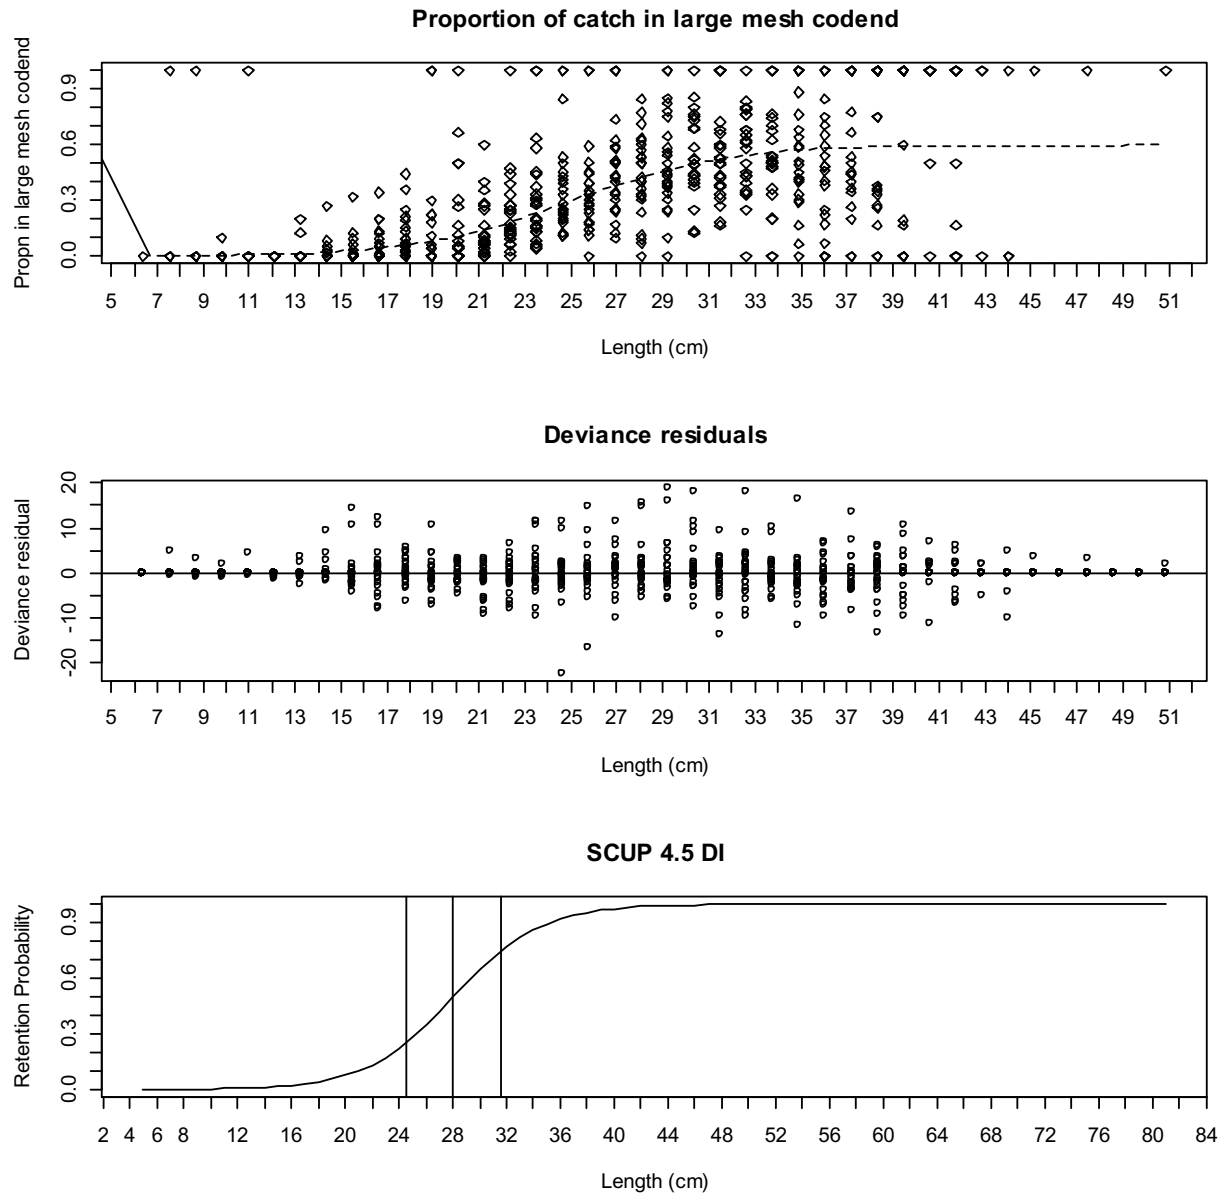 Proportion of catch in large mesh codend
Propn in large mesh codend
0.0 0.3 0.6 0.9
5 7 9 11 13 15 17 19 21 23 25 27 29 31 33 35 37 39 41 43 45 47 49 51
Length (cm)
Deviance residuals
Deviance residual
-20 -10 0 10 20
5 7 9 11 13 15 17 19 21 23 25 27 29 31 33 35 37 39 41 43 45 47 49 51
Length (cm)
SCUP 4.5 DI
Retention Probability
0.0 0.3 0.6 0.9
2 4 6 8 12 16 20 24 28 32 36 40 44 48 52 56 60 64 68 72 76 80 84
Length (cm)